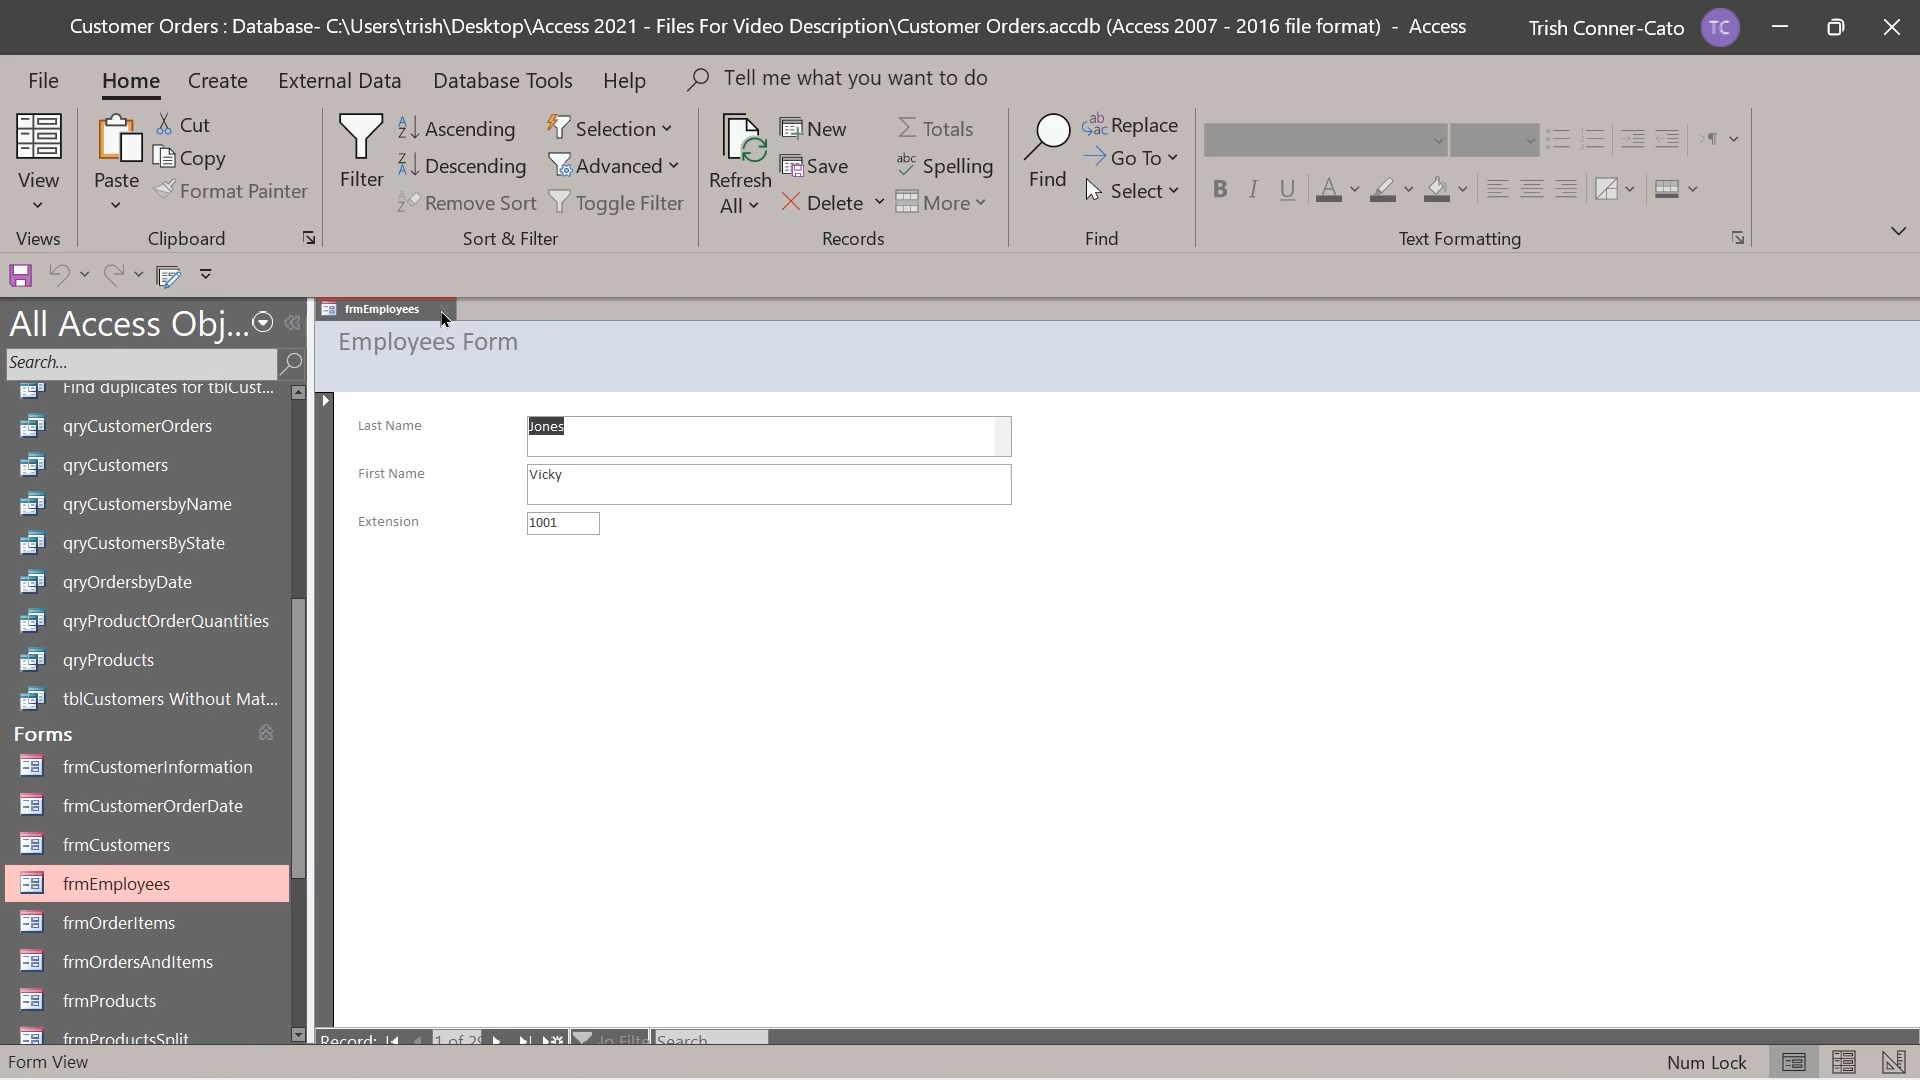 Customer Orders : Database- C:\Users\trish\Desktop\Access 2021 - Files For Video Description\Customer Orders.accdb (Access 2007 - 2016 file format) - Access
Trish Conner-Cato TC
File Home Create External Data Database Tools Help Tell me what you want to do
View
Views
Paste
Cut
Copy
Format Painter
Clipboard
Filter
Ascending
Descending
Remove Sort
Selection
Advanced
Toggle Filter
Sort & Filter
Refresh
All
New
Save
Delete
Totals
Spelling
More
Records
Find
Replace
Go To
Select
Find
Text Formatting
All Access Obj...
Search...
Find duplicates for tblCust...
qryCustomerOrders
qryCustomers
qryCustomersbyName
qryCustomersByState
qryOrdersbyDate
qryProductOrderQuantities
qryProducts
tblCustomers Without Mat...
Forms
frmCustomerInformation
frmCustomerOrderDate
frmCustomers
frmEmployees
frmOrderItems
frmOrdersAndItems
frmProducts
frmProductsSplit
frmEmployees
Employees Form
Last Name Jones
First Name Vicky
Extension 1001
Record: 1 of 29 Search
Form View
Num Lock